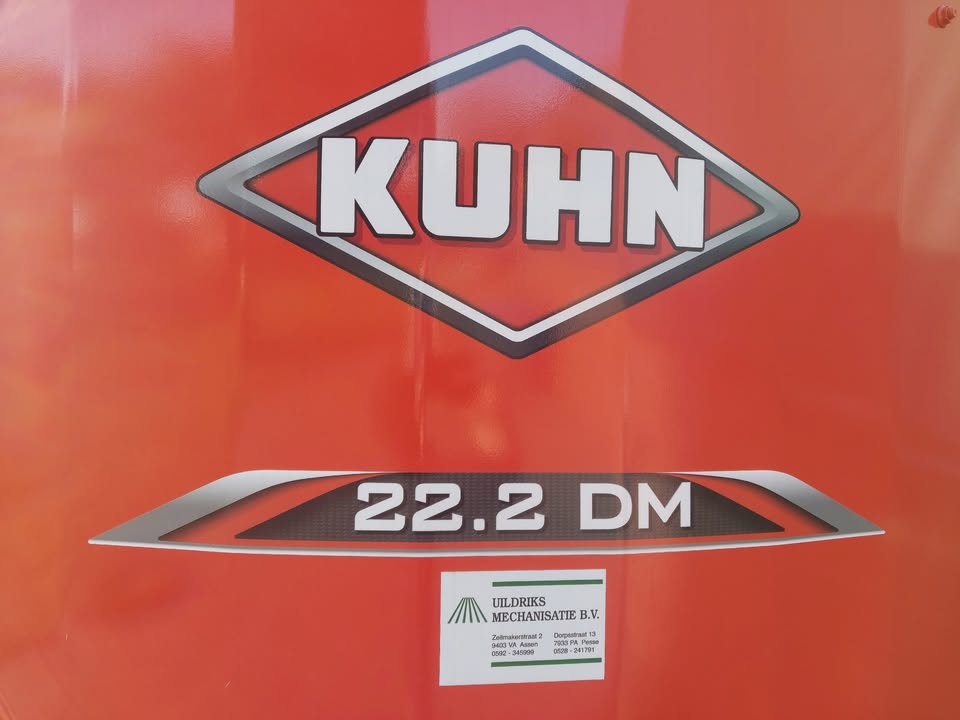 KUHN
22.2 DM
UILDRIKS
MECHANISATIE B.V.
Zeilmakerstraat 2
9403 VA Assen
0592 - 345999
Dorpsstraat 13
7933 PA Pesse
0528 - 241791